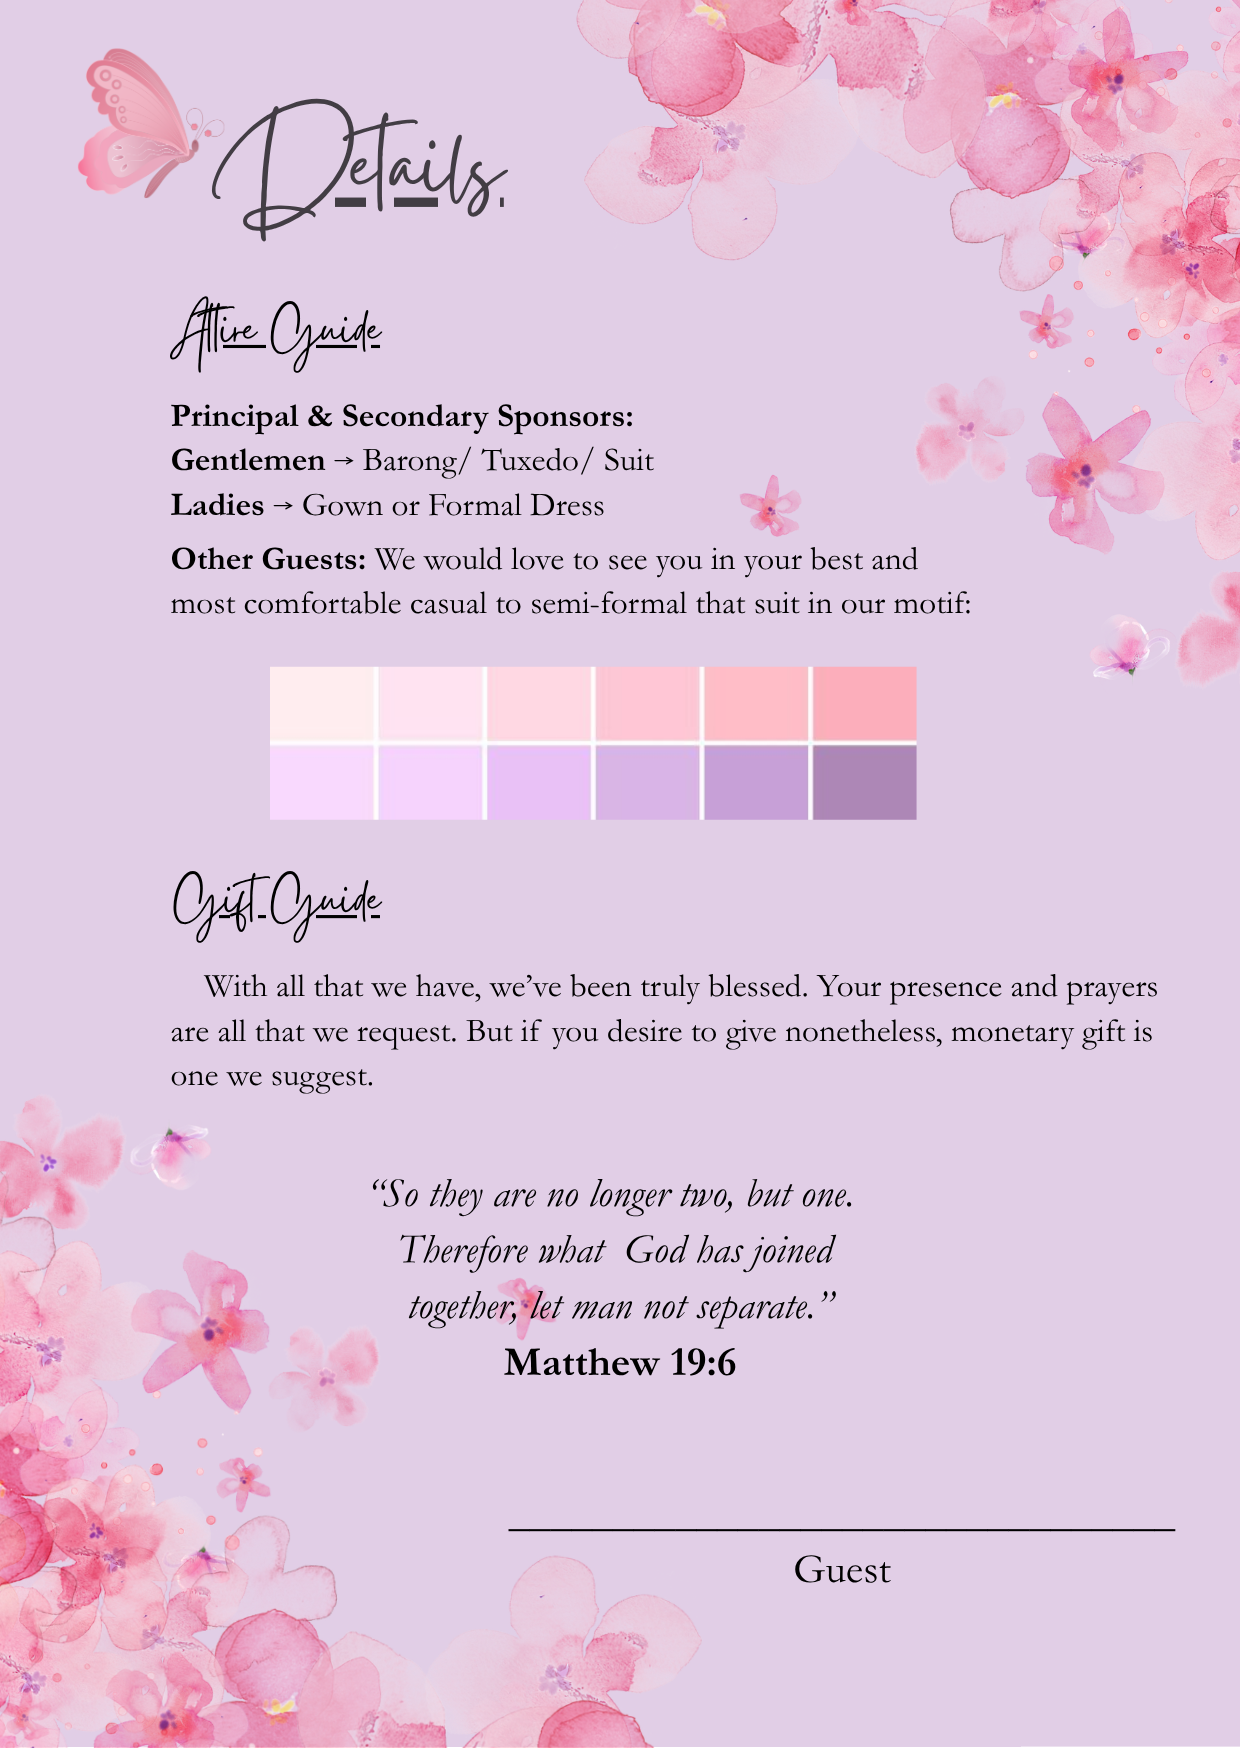 Details.
Attire Guide
Principal & Secondary Sponsors:
Gentlemen → Barong/ Tuxedo/ Suit
Ladies → Gown or Formal Dress
Other Guests: We would love to see you in your best and
most comfortable casual to semi-formal that suit in our motif:
Gift Guide
With all that we have, we’ve been truly blessed. Your presence and prayers
are all that we request. But if you desire to give nonetheless, monetary gift is
one we suggest.
“So they are no longer two, but one.
Therefore what God has joined
together, let man not separate.”
Matthew 19:6
Guest